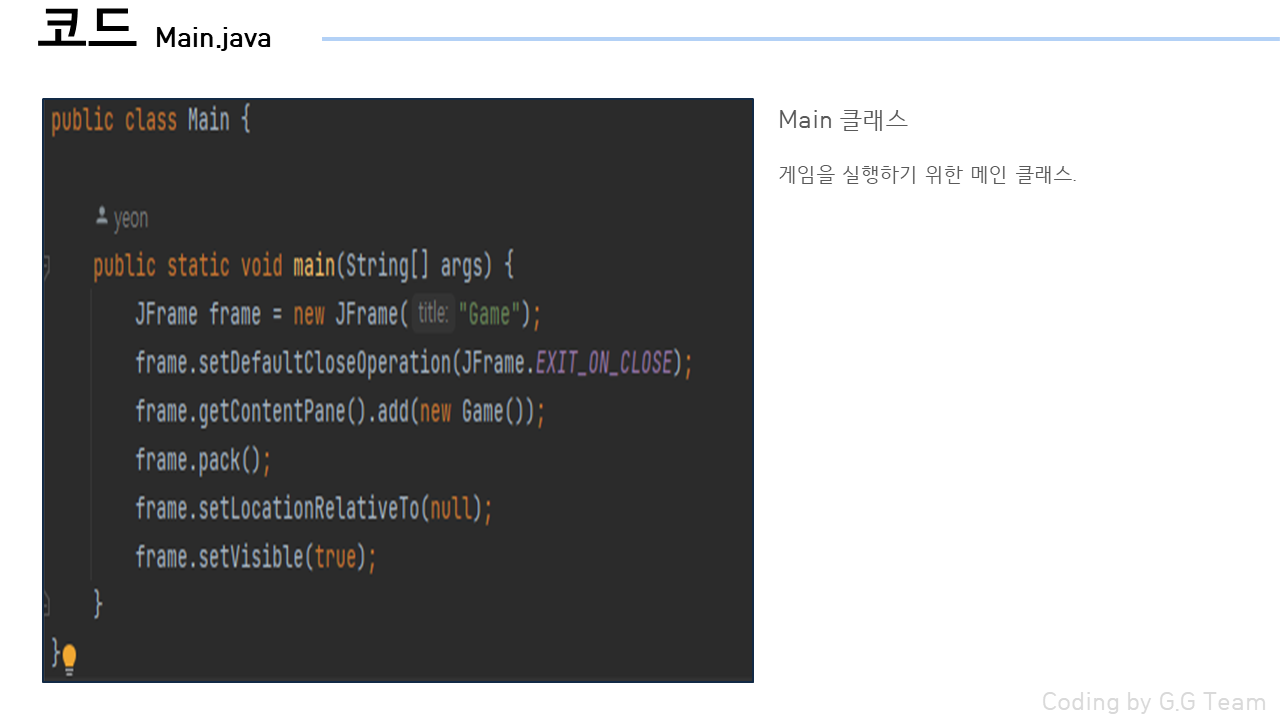 코드 Main.java
public class Main {
yeon
public static void main(String[] args) {
JFrame frame = new JFrame( title: "Game");
frame.setDefaultCloseOperation(JFrame.EXIT_ON_CLOSE);
frame.getContentPane().add(new Game());
frame.pack();
frame.setLocationRelativeTo(null);
frame.setVisible(true);
}
}
Main 클래스
게임을 실행하기 위한 메인 클래스.
Coding by G.G Team